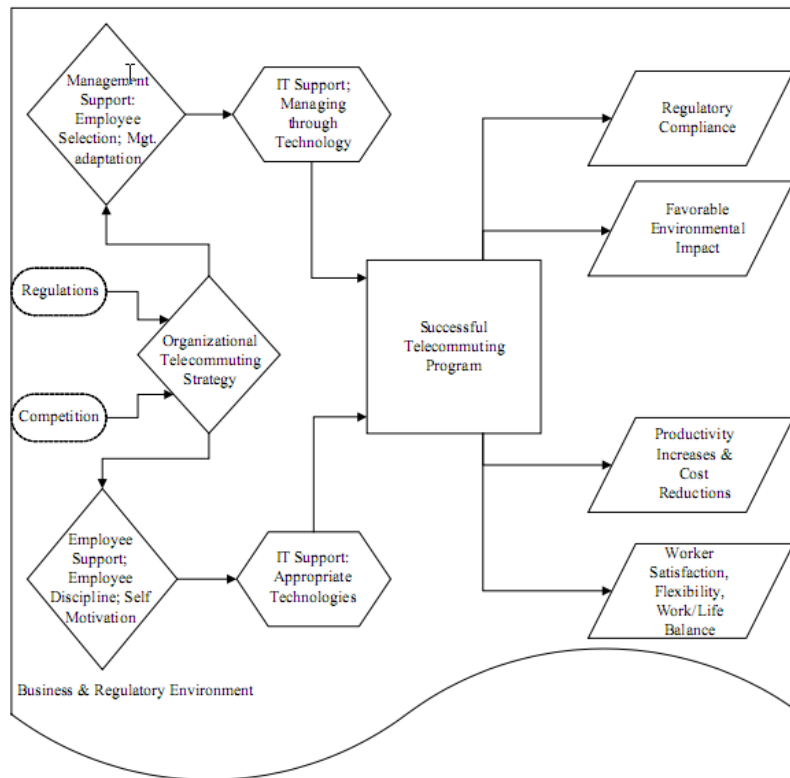 Management
Support:
Employee
Selection; Mgt.
adaptation
IT Support;
Managing
through
Technology
Regulatory
Compliance
Favorable
Environmental
Impact
Regulations
Organizational
Telecommuting
Strategy
Successful
Telecommuting
Program
Competition
Productivity
Increases &
Cost
Reductions
Employee
Support;
Employee
Discipline; Self
Motivation
IT Support:
Appropriate
Technologies
Worker
Satisfaction,
Flexibility,
Work/Life
Balance
Business & Regulatory Environment